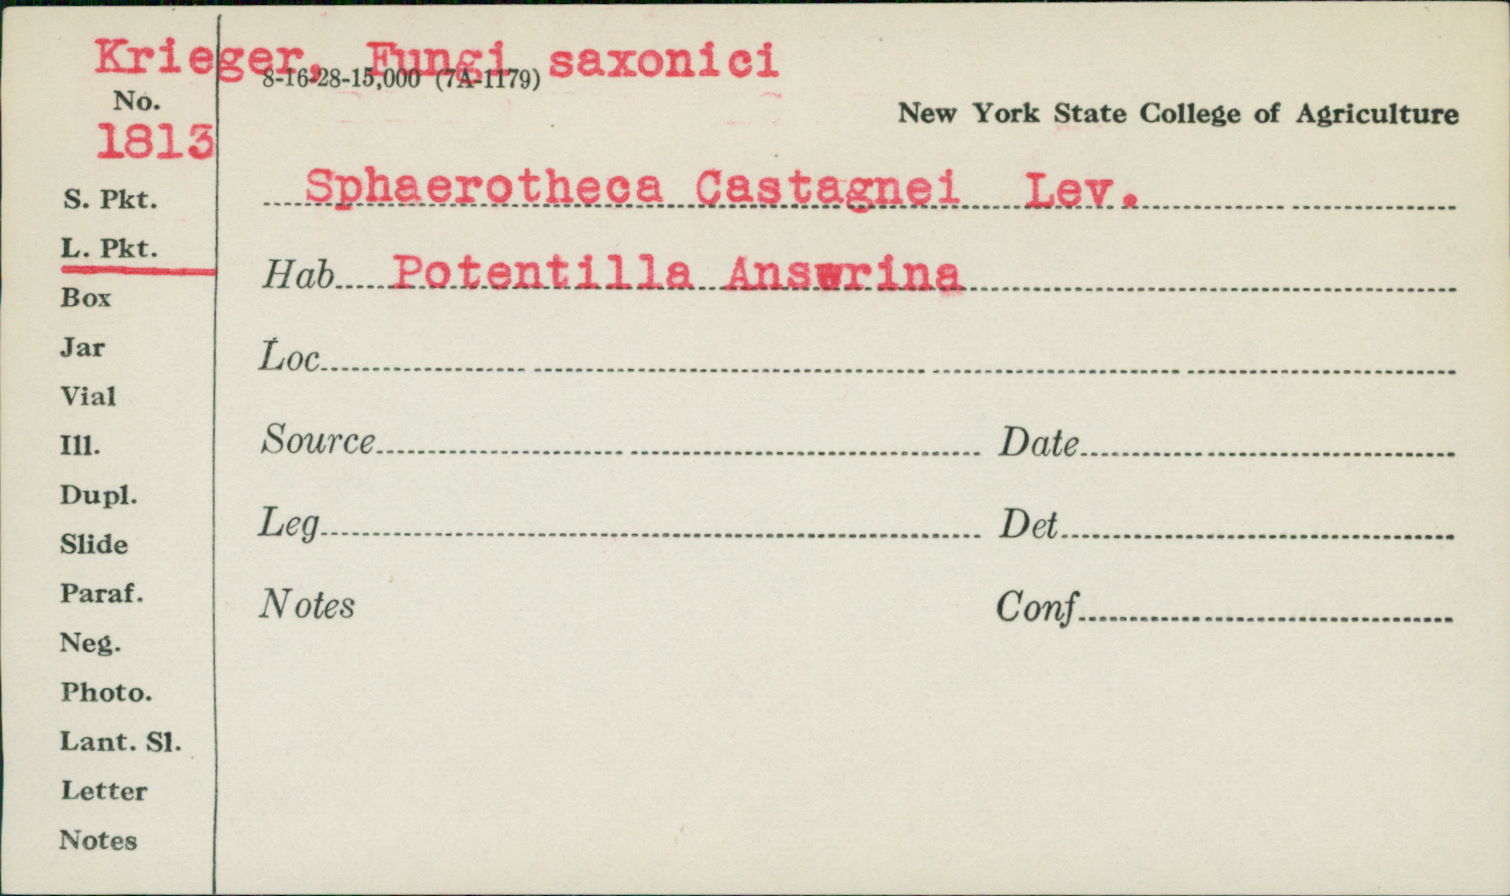 Krieger, Fungi saxonici
8-16-28-15,000 (7A-1179)
No.
New York State College of Agriculture
1813
Sphaerotheca Castagnei Lev.
S. Pkt.
L. Pkt.
Hab Potentilla Answrina
Box
Jar
Loc
Vial
Ill.
Source Date
Dupl.
Slide
Leg Det
Paraf.
Notes Conf
Neg.
Photo.
Lant. Sl.
Letter
Notes